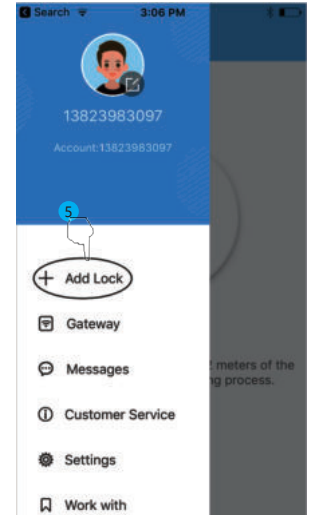 Search 3:06 PM
13823983097
Account:13823983097
5
+ Add Lock
Gateway
Messages
meters of the
ng process.
Customer Service
Settings
Work with